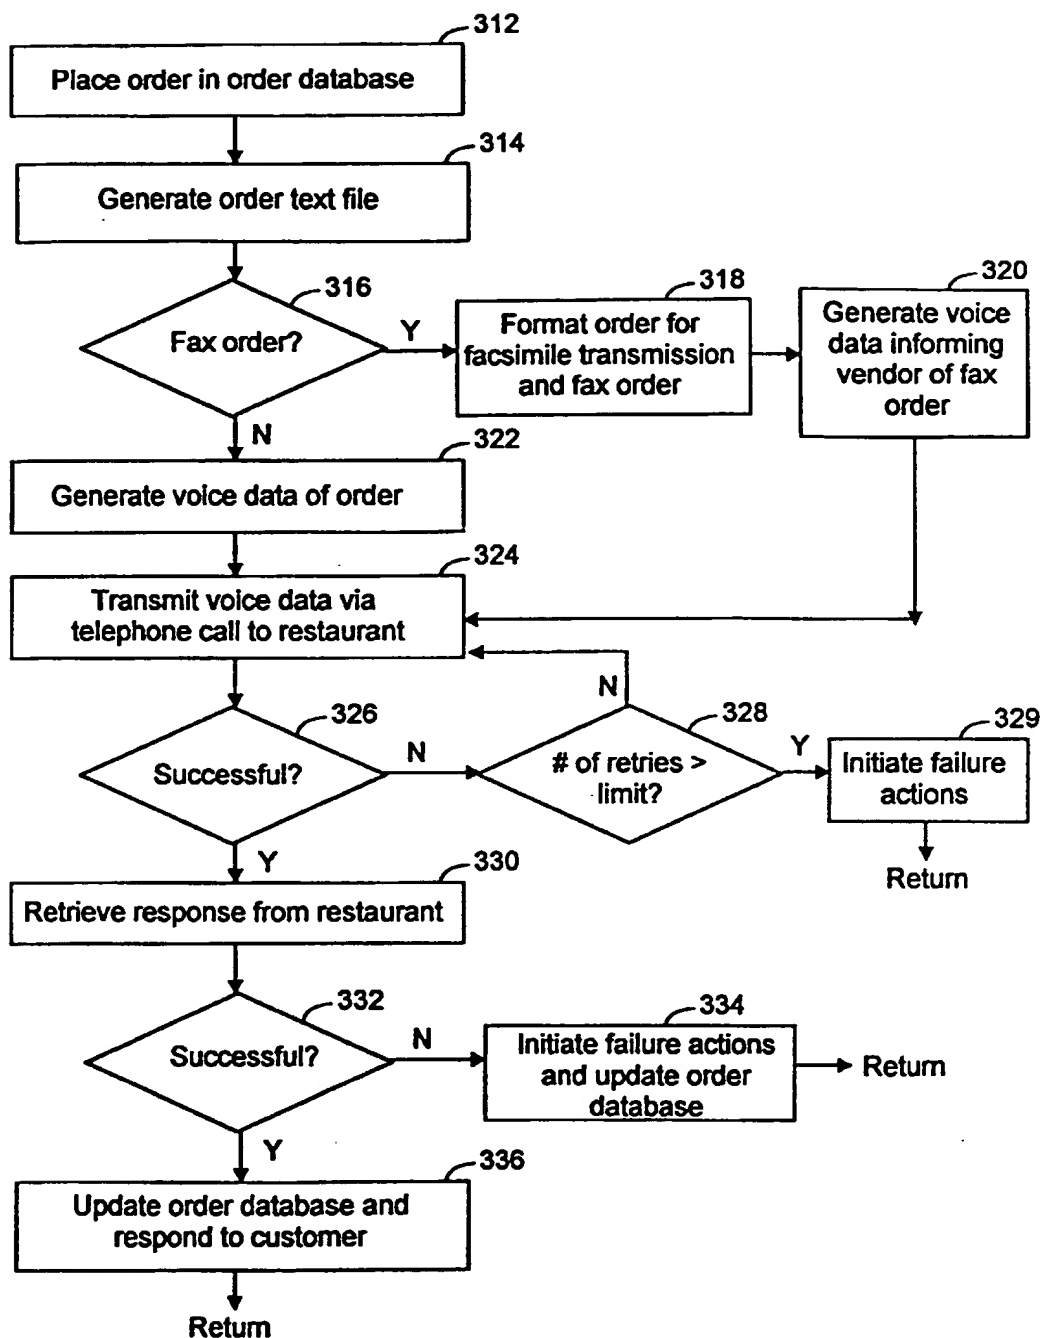 312
Place order in order database
314
Generate order text file
316
Fax order?
Y
318
Format order for
facsimile transmission
and fax order
320
Generate voice
data informing
vendor of fax
order
N
322
Generate voice data of order
324
Transmit voice data via
telephone call to restaurant
326
Successful?
N
328
# of retries >
limit?
N
Y
329
Initiate failure
actions
Return
Y
330
Retrieve response from restaurant
332
Successful?
N
334
Initiate failure actions
and update order
database
Return
Y
336
Update order database and
respond to customer
Return